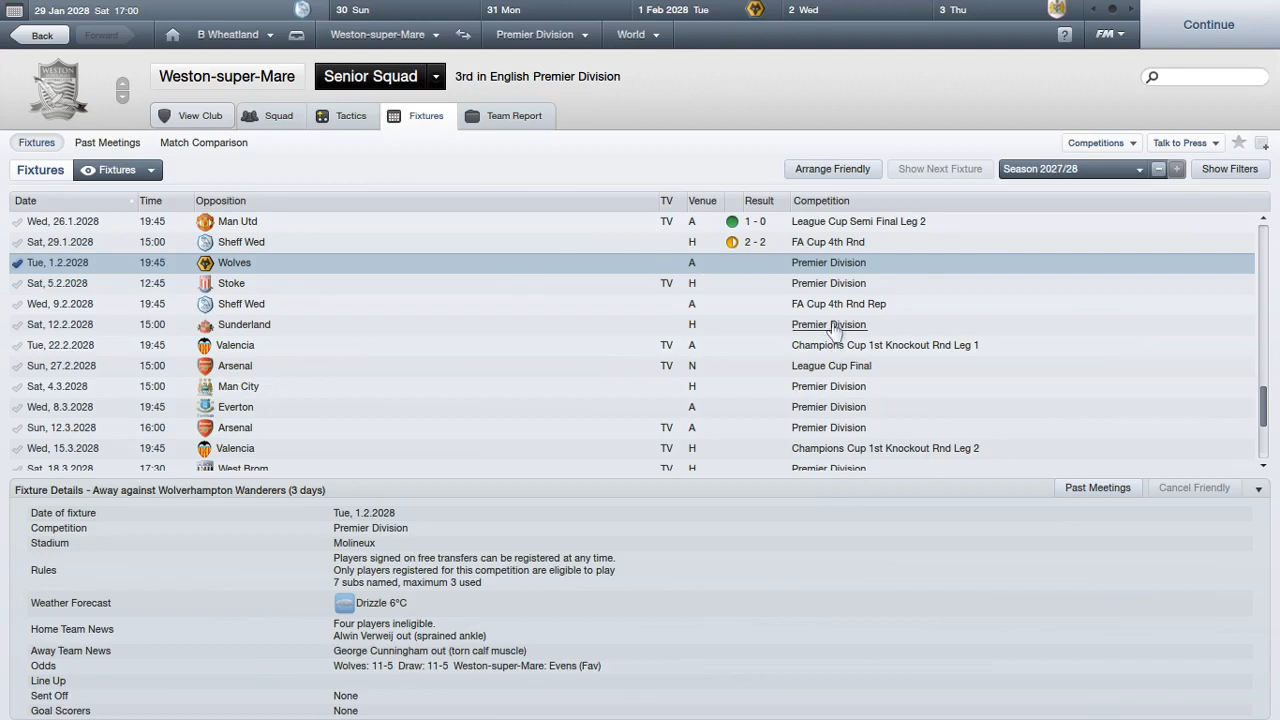 29 Jan 2028 Sat 17:00 30 Sun 31 Mon 1 Feb 2028 Tue 2 Wed 3 Thu
Back Forward B Wheatland Weston-super-Mare Premier Division World ? FM Continue
Weston-super-Mare Senior Squad 3rd in English Premier Division
View Club Squad Tactics Fixtures Team Report
Fixtures Past Meetings Match Comparison Competitions Talk to Press
Fixtures Fixtures Arrange Friendly Show Next Fixture Season 2027/28 Show Filters
Date Time Opposition TV Venue Result Competition
Wed, 26.1.2028 19:45 Man Utd TV A 1 - 0 League Cup Semi Final Leg 2
Sat, 29.1.2028 15:00 Sheff Wed H 2 - 2 FA Cup 4th Rnd
Tue, 1.2.2028 19:45 Wolves A Premier Division
Sat, 5.2.2028 12:45 Stoke TV H Premier Division
Wed, 9.2.2028 19:45 Sheff Wed A FA Cup 4th Rnd Rep
Sat, 12.2.2028 15:00 Sunderland H Premier Division
Tue, 22.2.2028 19:45 Valencia TV A Champions Cup 1st Knockout Rnd Leg 1
Sun, 27.2.2028 15:00 Arsenal TV N League Cup Final
Sat, 4.3.2028 15:00 Man City H Premier Division
Wed, 8.3.2028 19:45 Everton A Premier Division
Sun, 12.3.2028 16:00 Arsenal TV A Premier Division
Wed, 15.3.2028 19:45 Valencia TV H Champions Cup 1st Knockout Rnd Leg 2
Sat, 18.3.2028 17:30 West Brom TV H Premier Division
Fixture Details - Away against Wolverhampton Wanderers (3 days) Past Meetings Cancel Friendly
Date of fixture Tue, 1.2.2028
Competition Premier Division
Stadium Molineux
Players signed on free transfers can be registered at any time.
Rules Only players registered for this competition are eligible to play
7 subs named, maximum 3 used
Weather Forecast Drizzle 6°C
Four players ineligible.
Home Team News
Alwin Verweij out (sprained ankle)
Away Team News George Cunningham out (torn calf muscle)
Odds Wolves: 11-5 Draw: 11-5 Weston-super-Mare: Evens (Fav)
Line Up
Sent Off None
Goal Scorers None